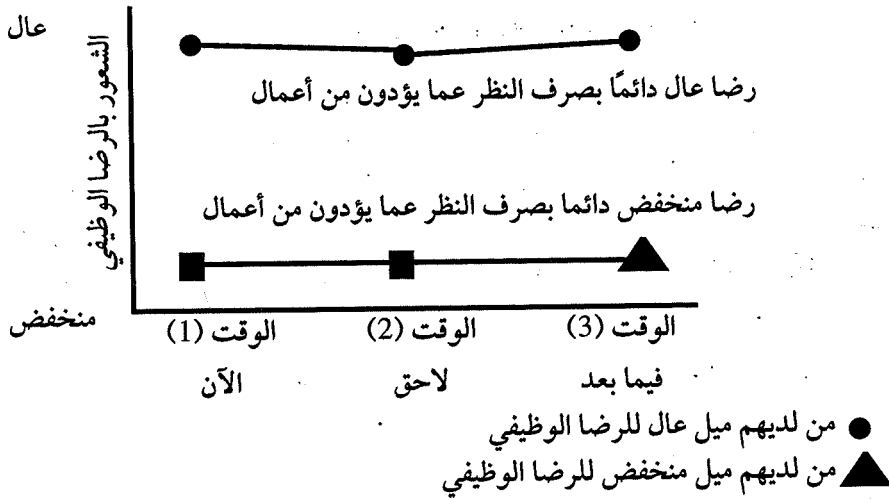 عال
الشعور بالرضا الوظيفي
رضا عال دائمًا بصرف النظر عما يؤدون من أعمال
رضا منخفض دائما بصرف النظر عما يؤدون من أعمال
منخفض
الوقت (1) الوقت (2) الوقت (3)
الآن لاحق فيما بعد
من لديهم ميل عال للرضا الوظيفي
من لديهم ميل منخفض للرضا الوظيفي